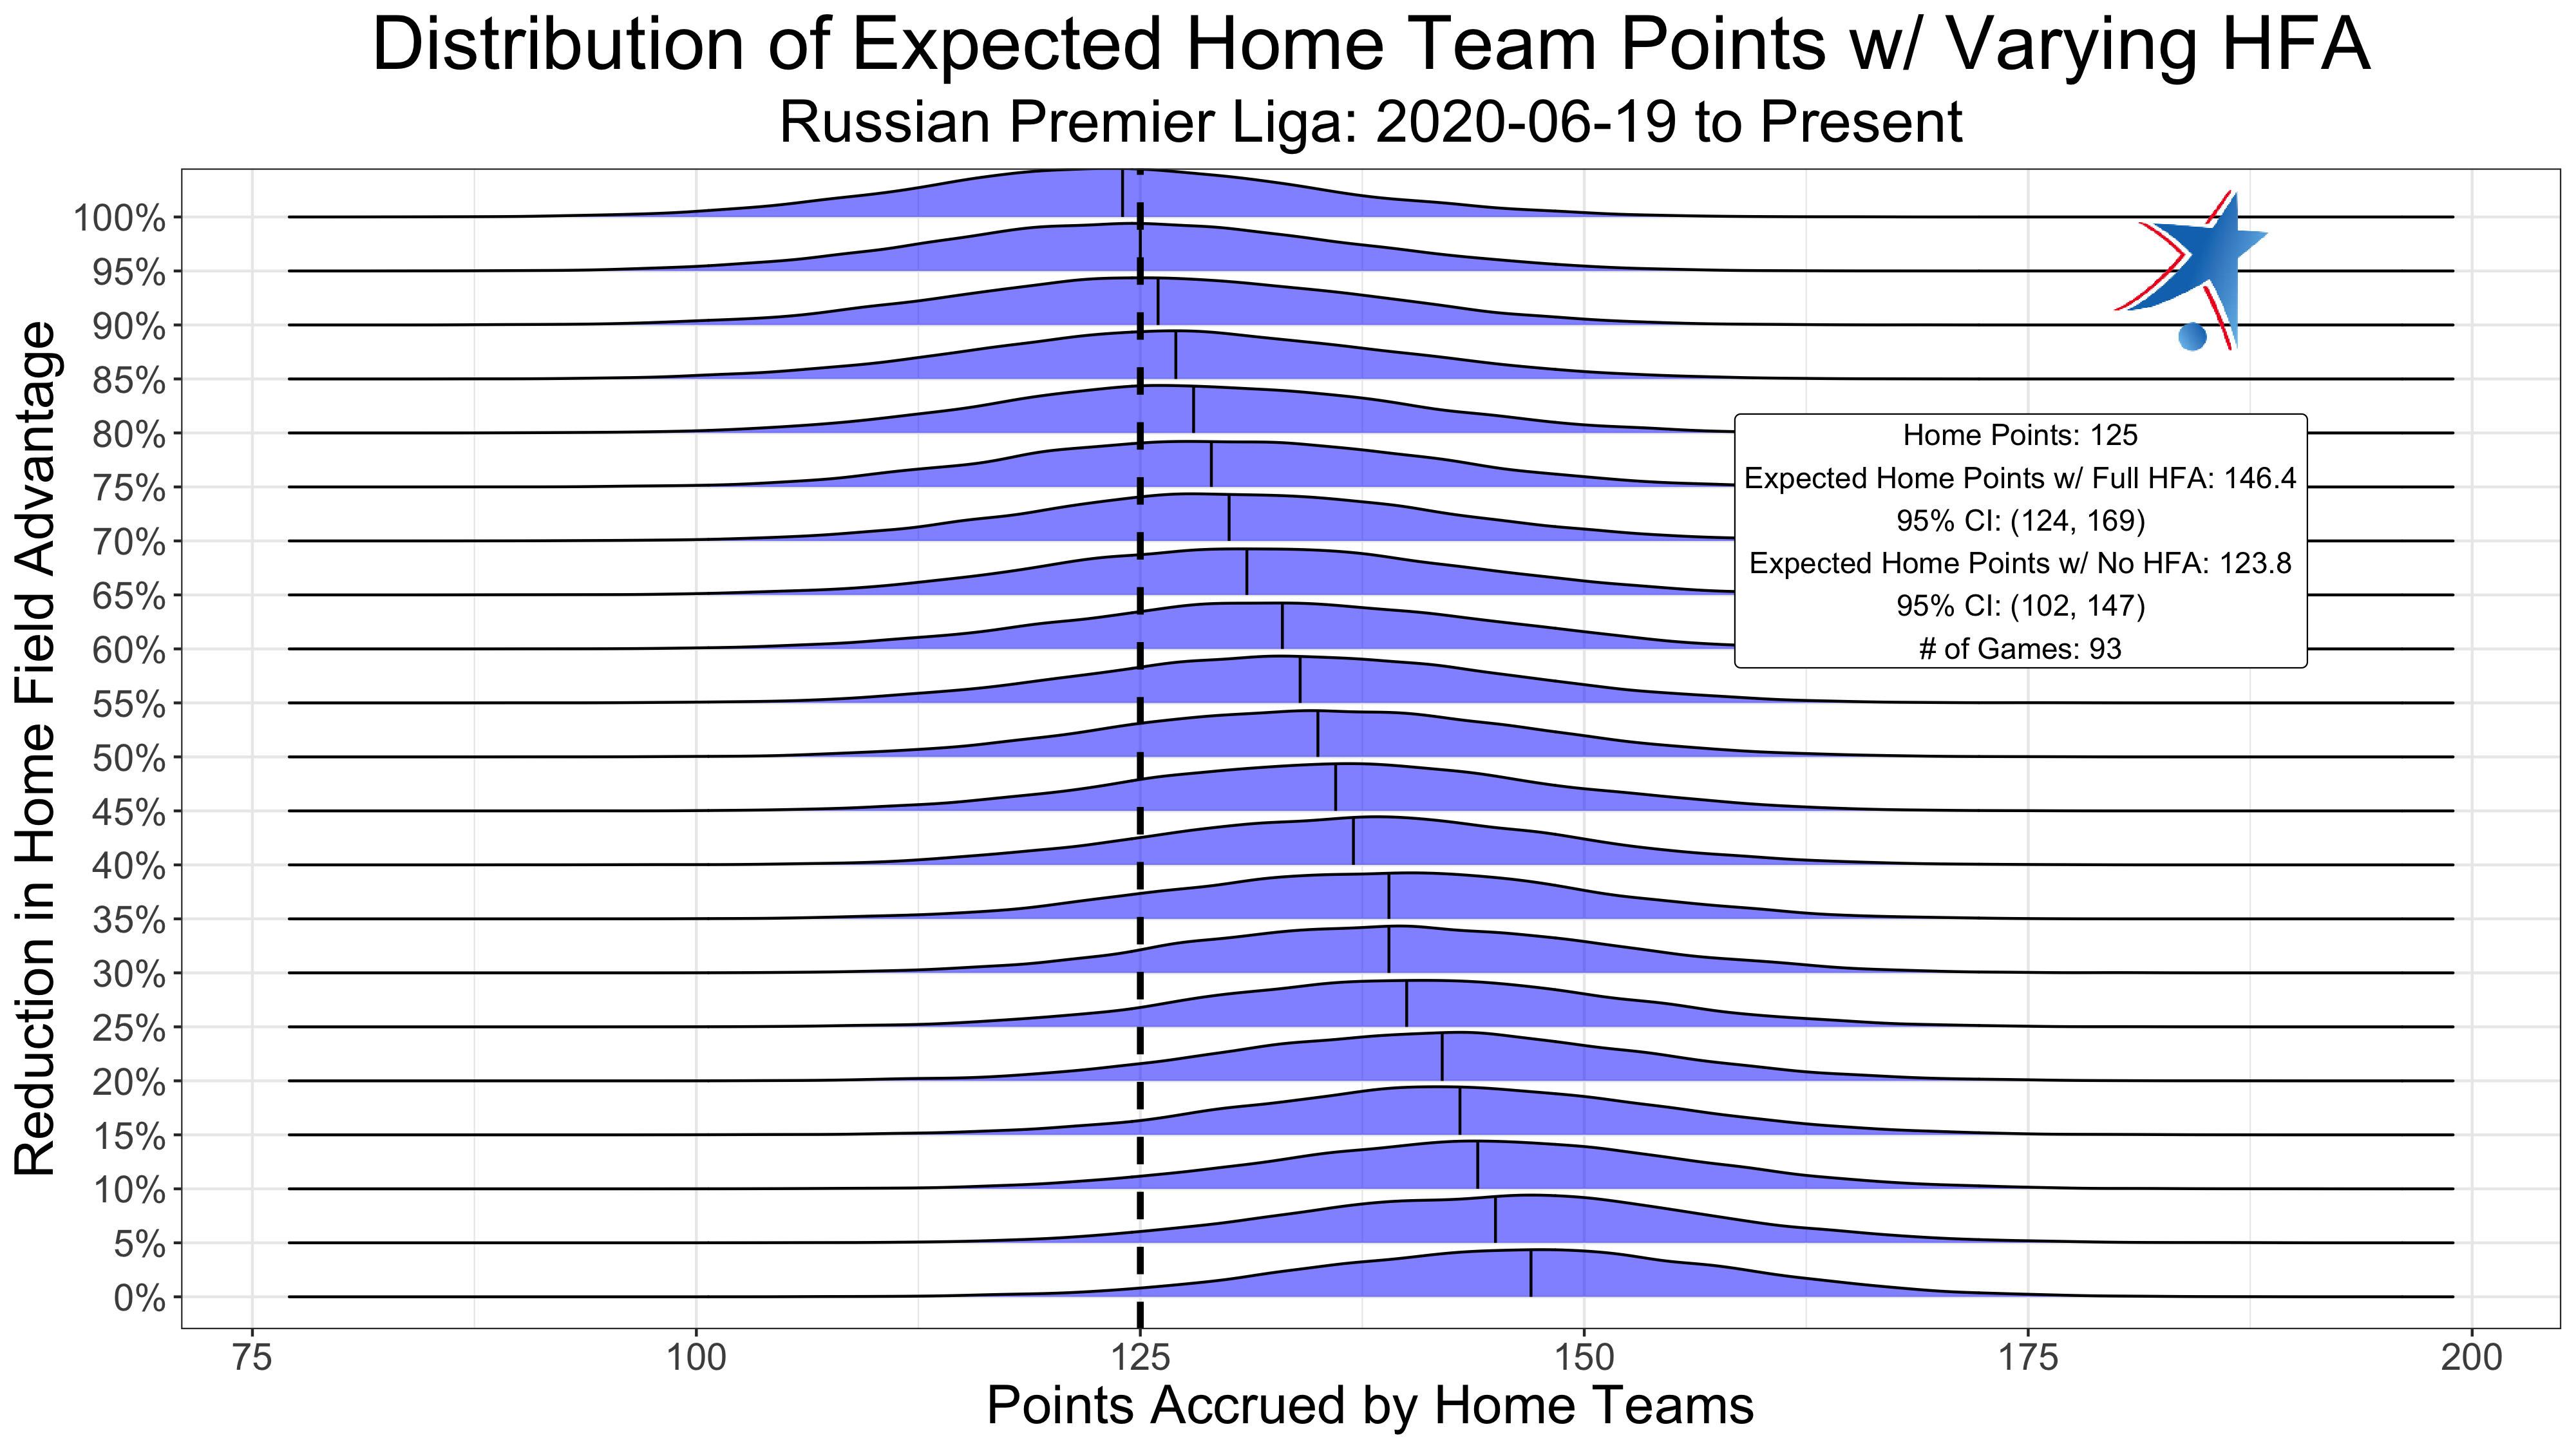 Distribution of Expected Home Team Points w/ Varying HFA
Russian Premier Liga: 2020-06-19 to Present
Reduction in Home Field Advantage
100%
95%
90%
85%
80%
75%
70%
65%
60%
55%
50%
45%
40%
35%
30%
25%
20%
15%
10%
5%
0%
Home Points: 125
Expected Home Points w/ Full HFA: 146.4
95% CI: (124, 169)
Expected Home Points w/ No HFA: 123.8
95% CI: (102, 147)
# of Games: 93
75 100 125 150 175 200
Points Accrued by Home Teams